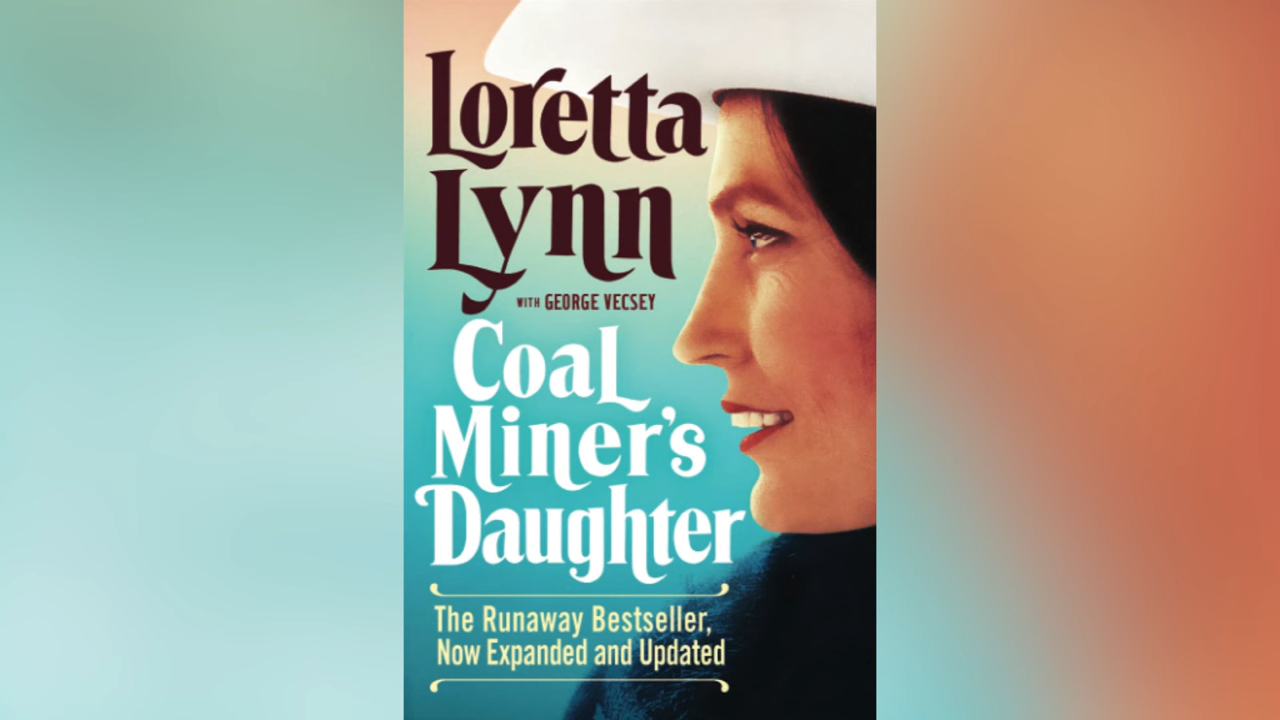 Loretta
Lynn
WITH GEORGE VECSEY
Coal
Miner's
Daughter
The Runaway Bestseller,
Now Expanded and Updated